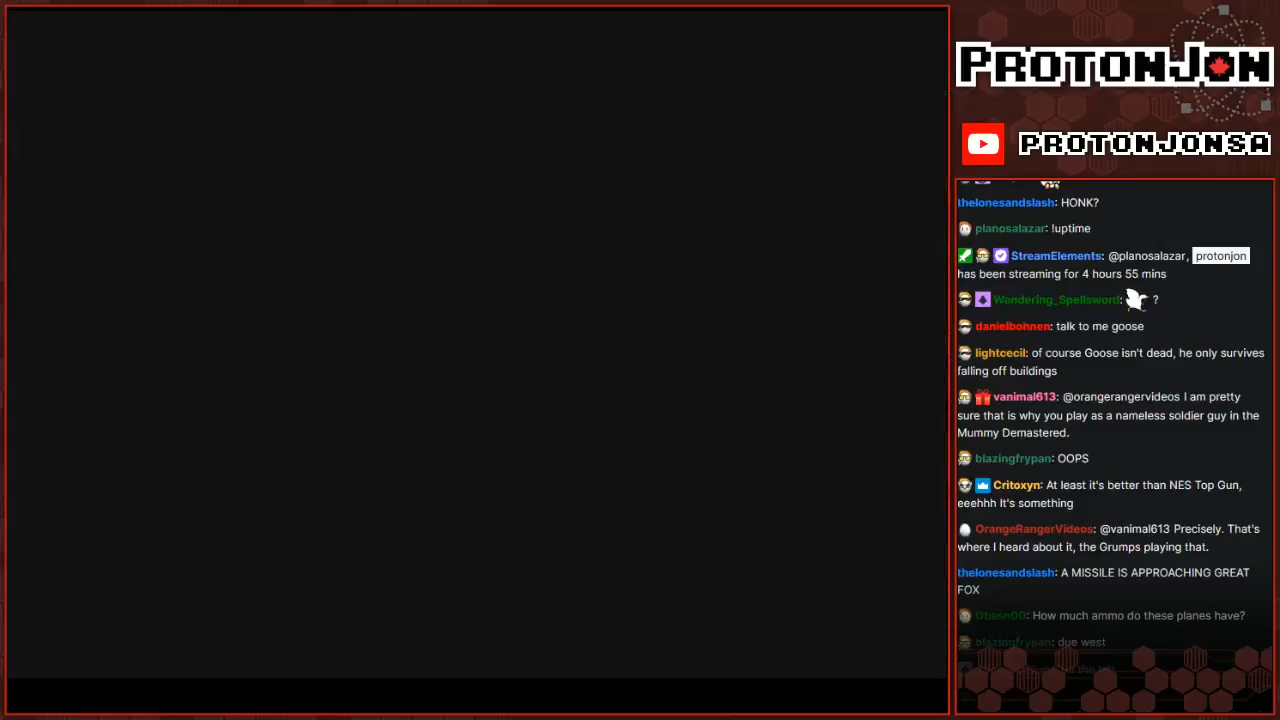 PROTONJON
PROTONJONSA
thelonesandslash: HONK?
planosalazar: !uptime
StreamElements: @planosalazar, protonjon
has been streaming for 4 hours 55 mins
Wandering_Spellsword: ?
danielbohnen: talk to me goose
lightcecil: of course Goose isn't dead, he only survives
falling off buildings
vanimal613: @orangerangervideos I am pretty
sure that is why you play as a nameless soldier guy in the
Mummy Demastered.
blazingfrypan: OOPS
Critoxyn: At least it's better than NES Top Gun,
eeehhh It's something
OrangeRangerVideos: @vanimal613 Precisely. That's
where I heard about it, the Grumps playing that.
thelonesandslash: A MISSILE IS APPROACHING GREAT
FOX
Obesn00: How much ammo do these planes have?
blazingfrypan: due west